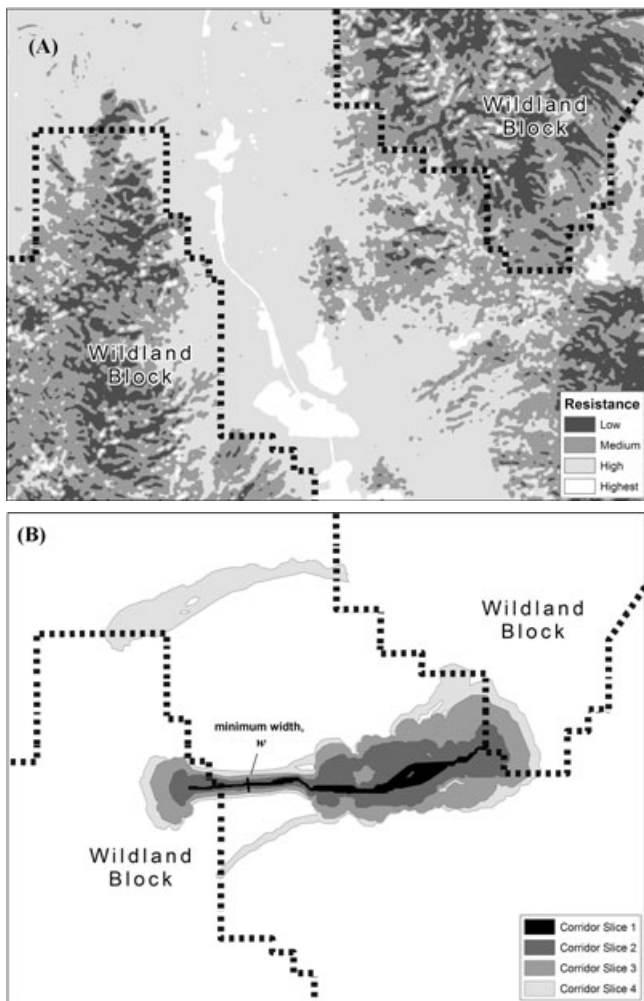 (A)
Wildland
Block
Wildland
Block
Resistance
Low
Medium
High
Highest
(B)
Wildland
Block
minimum width,
w
Wildland
Block
Corridor Slice 1
Corridor Slice 2
Corridor Slice 3
Corridor Slice 4